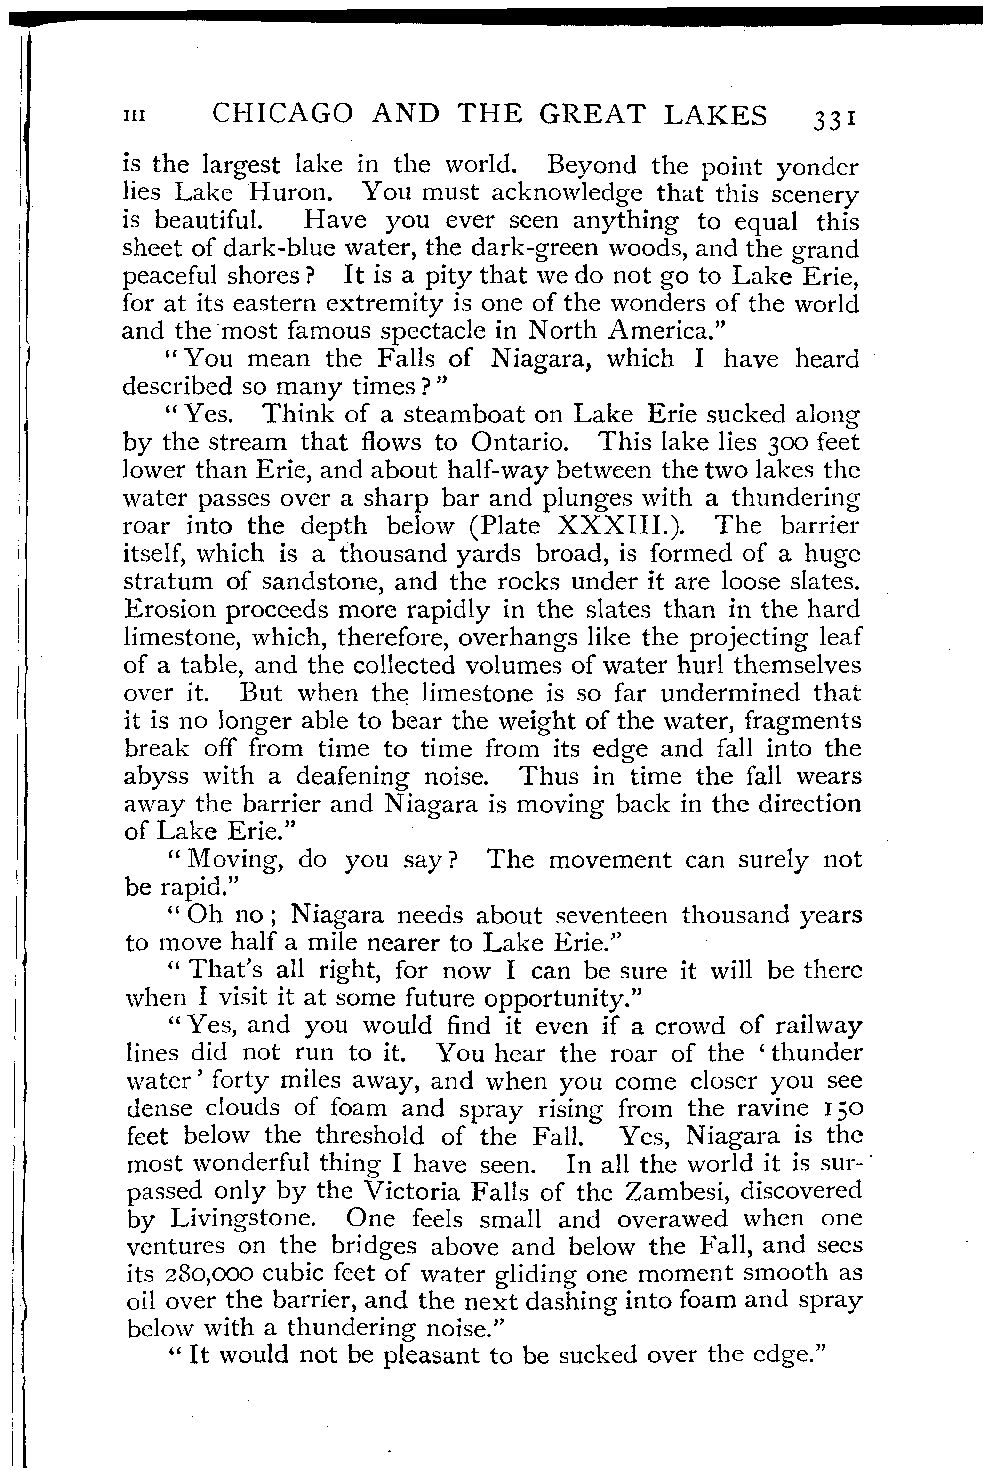 III CHICAGO AND THE GREAT LAKES 331
is the largest lake in the world. Beyond the point yonder
lies Lake Huron. You must acknowledge that this scenery
is beautiful. Have you ever seen anything to equal this
sheet of dark-blue water, the dark-green woods, and the grand
peaceful shores? It is a pity that we do not go to Lake Erie,
for at its eastern extremity is one of the wonders of the world
and the most famous spectacle in North America."
"You mean the Falls of Niagara, which I have heard
described so many times?"
"Yes. Think of a steamboat on Lake Erie sucked along
by the stream that flows to Ontario. This lake lies 300 feet
lower than Erie, and about half-way between the two lakes the
water passes over a sharp bar and plunges with a thundering
roar into the depth below (Plate XXXIII.). The barrier
itself, which is a thousand yards broad, is formed of a huge
stratum of sandstone, and the rocks under it are loose slates.
Erosion proceeds more rapidly in the slates than in the hard
limestone, which, therefore, overhangs like the projecting leaf
of a table, and the collected volumes of water hurl themselves
over it. But when the limestone is so far undermined that
it is no longer able to bear the weight of the water, fragments
break off from time to time from its edge and fall into the
abyss with a deafening noise. Thus in time the fall wears
away the barrier and Niagara is moving back in the direction
of Lake Erie."
"Moving, do you say? The movement can surely not
be rapid."
"Oh no; Niagara needs about seventeen thousand years
to move half a mile nearer to Lake Erie."
"That's all right, for now I can be sure it will be there
when I visit it at some future opportunity."
"Yes, and you would find it even if a crowd of railway
lines did not run to it. You hear the roar of the 'thunder
water' forty miles away, and when you come closer you see
dense clouds of foam and spray rising from the ravine 150
feet below the threshold of the Fall. Yes, Niagara is the
most wonderful thing I have seen. In all the world it is sur-
passed only by the Victoria Falls of the Zambesi, discovered
by Livingstone. One feels small and overawed when one
ventures on the bridges above and below the Fall, and sees
its 280,000 cubic feet of water gliding one moment smooth as
oil over the barrier, and the next dashing into foam and spray
below with a thundering noise."
"It would not be pleasant to be sucked over the edge."